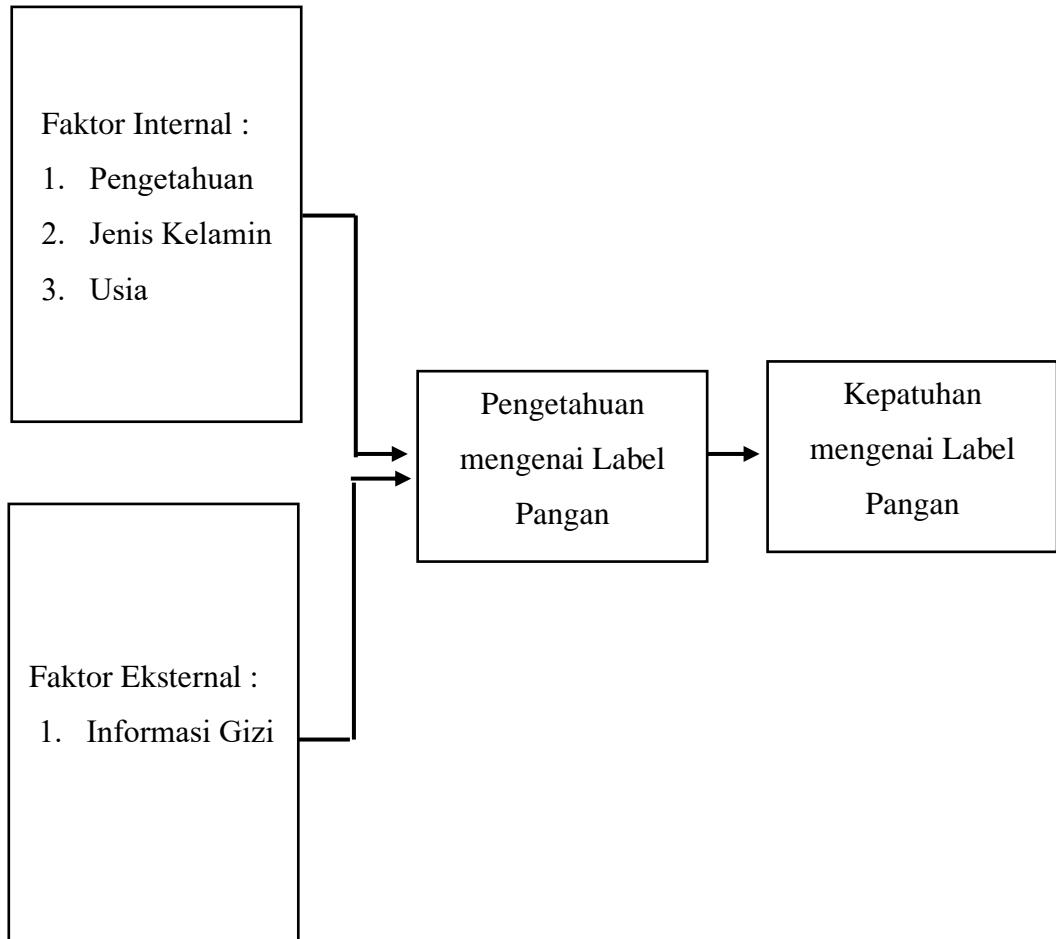 Faktor Internal :
1. Pengetahuan
2. Jenis Kelamin
3. Usia
Pengetahuan
mengenai Label
Pangan
Kepatuhan
mengenai Label
Pangan
Faktor Eksternal :
1. Informasi Gizi